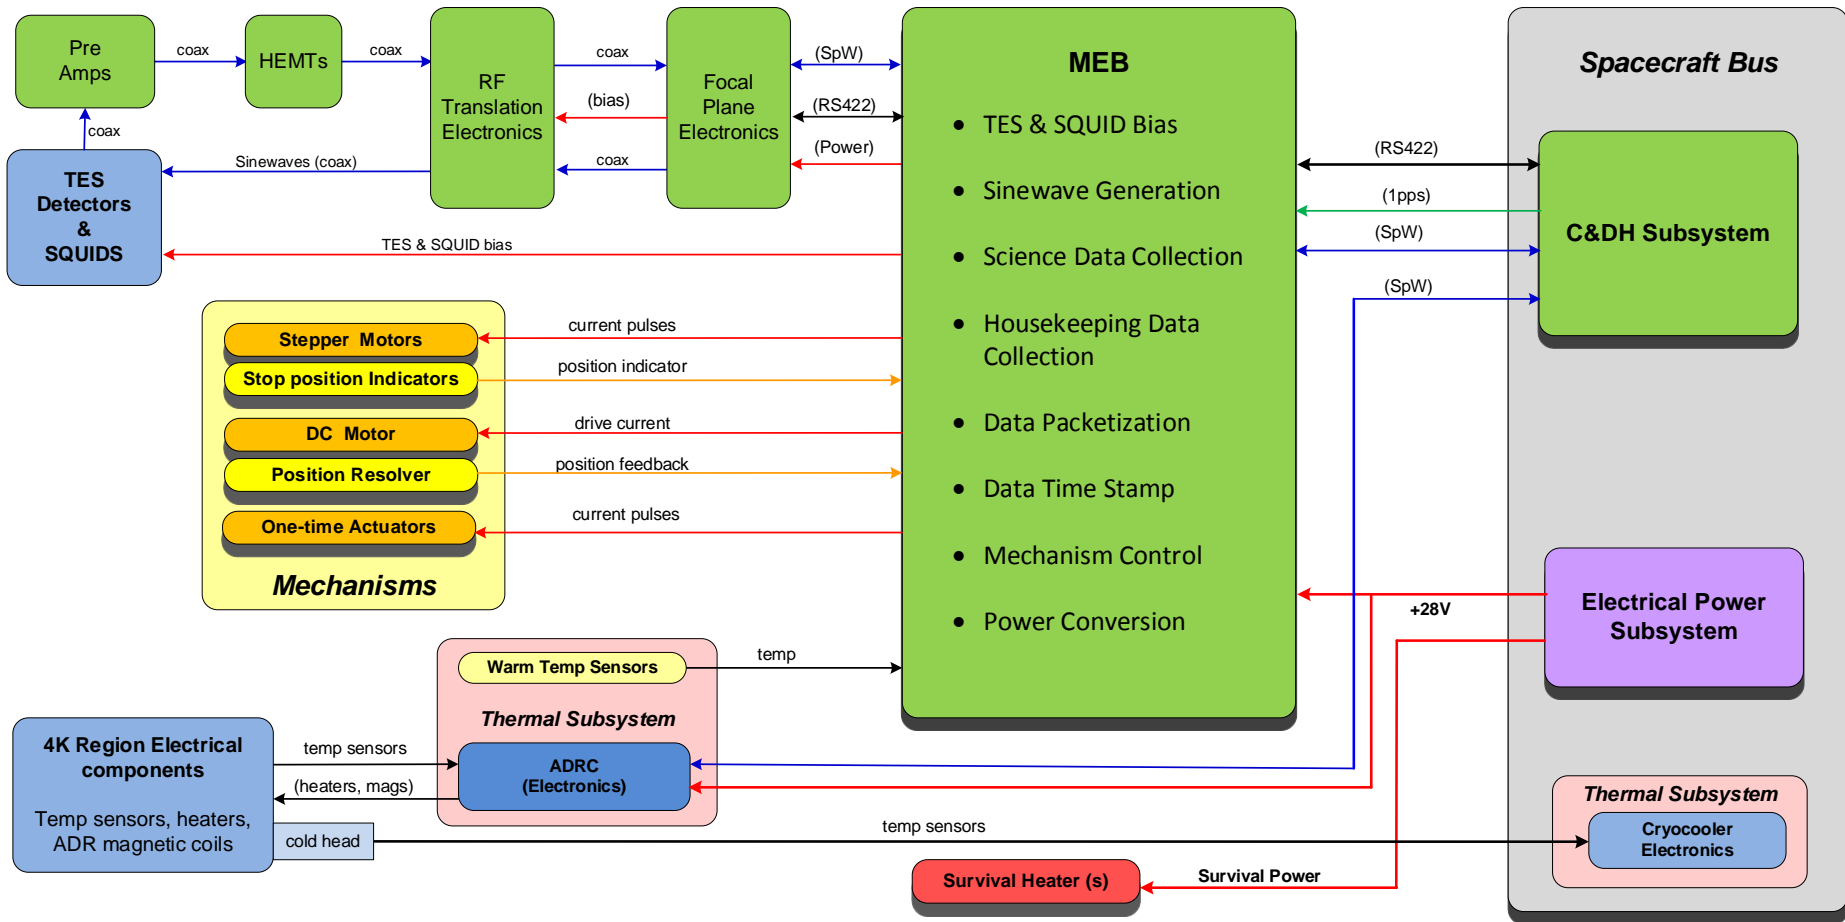 Pre
Amps
coax
HEMTs
coax
RF
Translation
Electronics
coax
(bias)
coax
Focal
Plane
Electronics
(SpW)
(RS422)
(Power)
coax
Sinewaves (coax)
TES
Detectors
&
SQUIDS
TES & SQUID bias
MEB
• TES & SQUID Bias
• Sinewave Generation
• Science Data Collection
• Housekeeping Data
Collection
• Data Packetization
• Data Time Stamp
• Mechanism Control
• Power Conversion
Spacecraft Bus
(RS422)
(1pps)
(SpW)
(SpW)
C&DH Subsystem
Stepper Motors
current pulses
Stop position Indicators
position indicator
DC Motor
drive current
Position Resolver
position feedback
One-time Actuators
current pulses
Mechanisms
+28V
Electrical Power
Subsystem
Warm Temp Sensors
temp
Thermal Subsystem
ADRC
(Electronics)
4K Region Electrical
components
Temp sensors, heaters,
ADR magnetic coils
temp sensors
(heaters, mags)
cold head
temp sensors
Thermal Subsystem
Cryocooler
Electronics
Survival Heater (s)
Survival Power